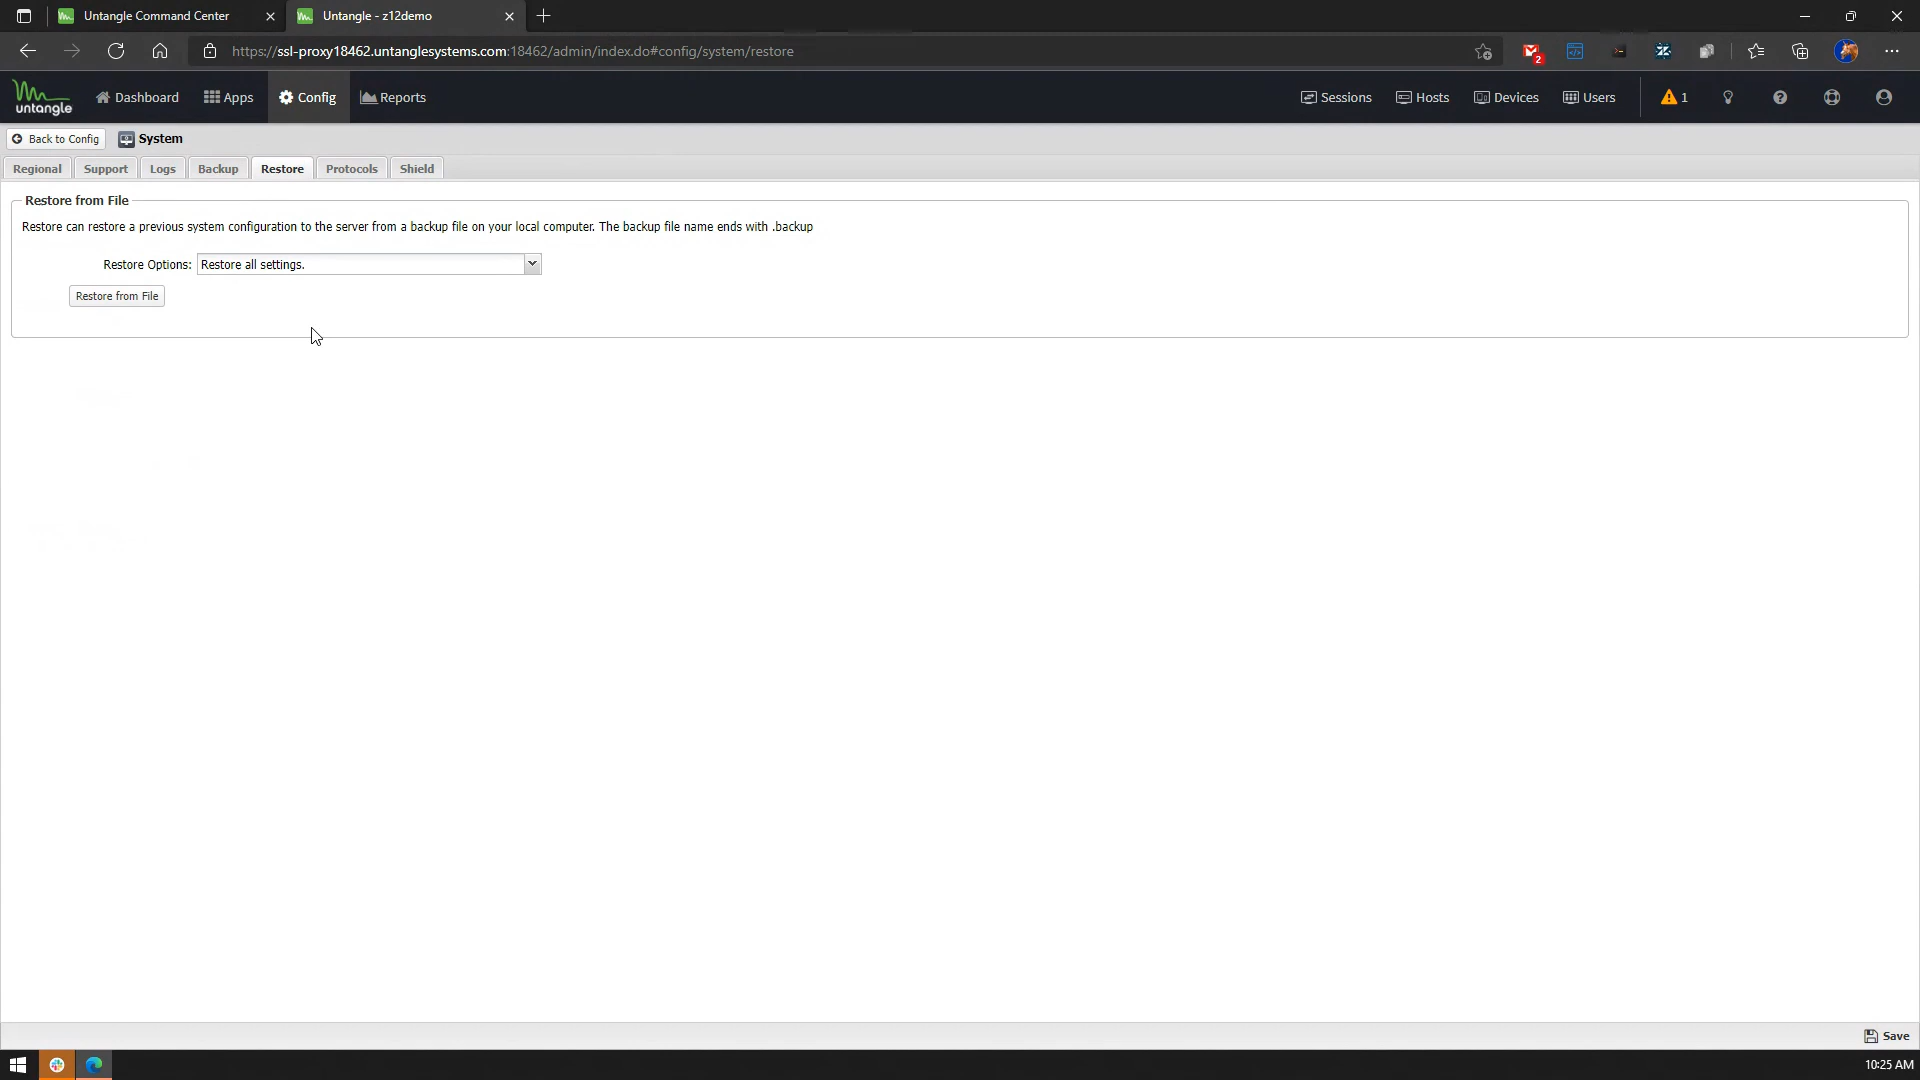 Untangle Command Center
Untangle - z12demo
https://ssl-proxy18462.untanglesystems.com:18462/admin/index.do#config/system/restore
2
untangle
Dashboard
Apps
Config
Reports
Sessions
Hosts
Devices
Users
1
Back to Config
System
Regional
Support
Logs
Backup
Restore
Protocols
Shield
Restore from File
Restore can restore a previous system configuration to the server from a backup file on your local computer. The backup file name ends with .backup
Restore Options: Restore all settings.
Restore from File
Save
10:25 AM